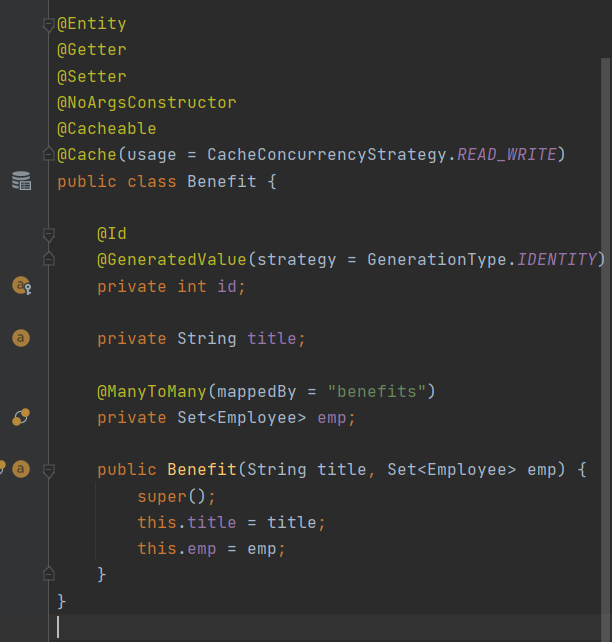 @Entity
@Getter
@Setter
@NoArgsConstructor
@Cacheable
@Cache(usage = CacheConcurrencyStrategy.READ_WRITE)
public class Benefit {
@Id
@GeneratedValue(strategy = GenerationType.IDENTITY)
private int id;
private String title;
@ManyToMany(mappedBy = "benefits")
private Set<Employee> emp;
public Benefit(String title, Set<Employee> emp) {
super();
this.title = title;
this.emp = emp;
}
}